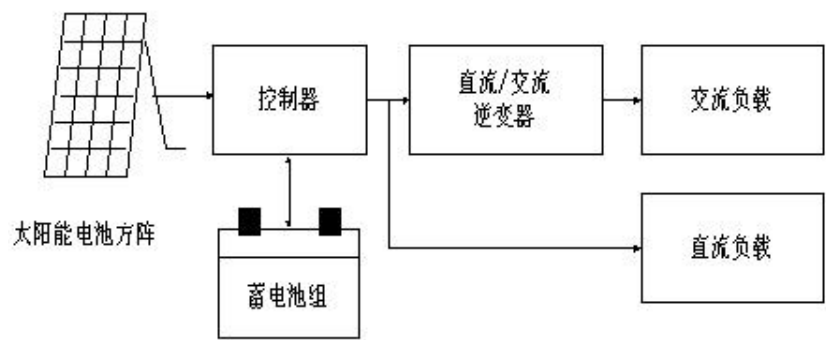 控制器
直流/交流
逆变器
交流负载
太阳能电池方阵
直流负载
蓄电池组